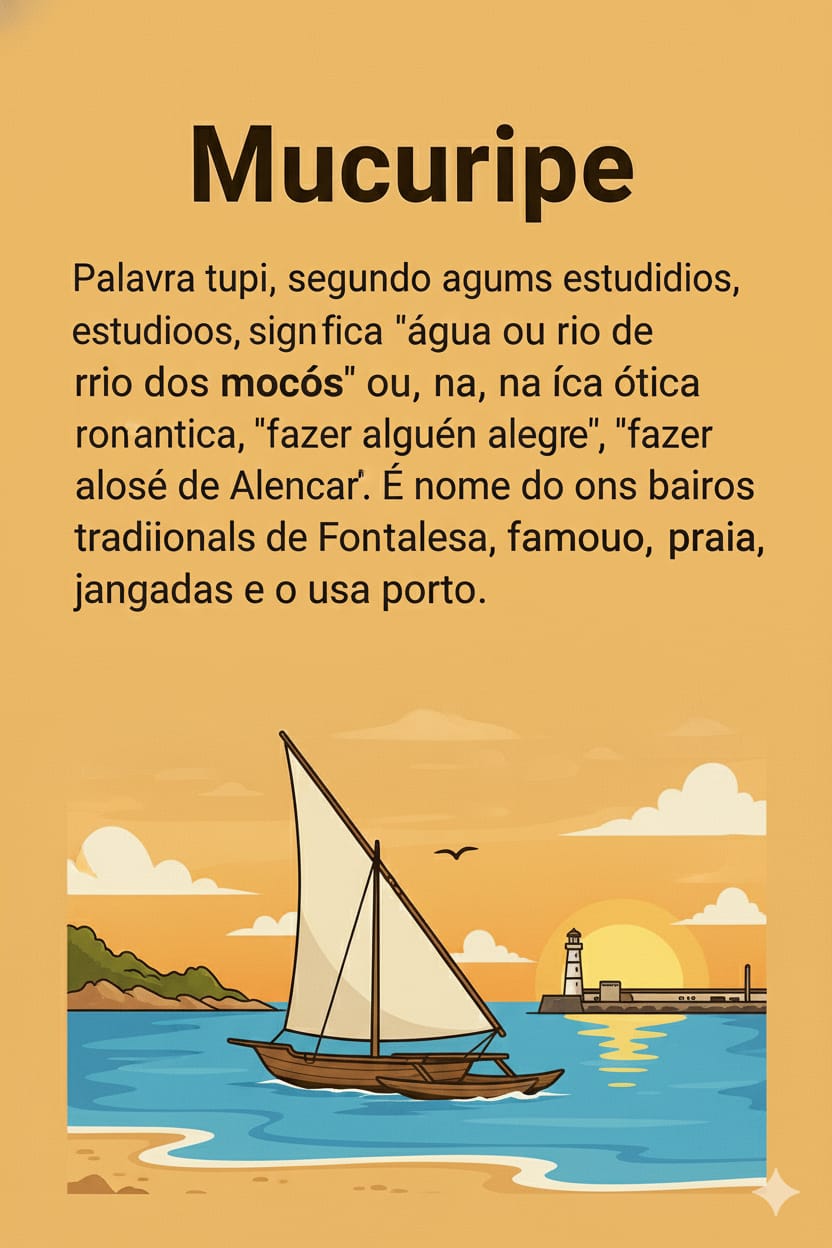 Mucuripe
Palavra tupi, segundo agums estudidios,
estudioos, signfica "água ou rio de
rrio dos mocós" ou, na, na íca ótica
ronantica, "fazer alguén alegre", "fazer
alosé de Alencar". É nome do ons bairos
tradiionals de Fontalesa, famouo, praia,
jangadas e o usa porto.